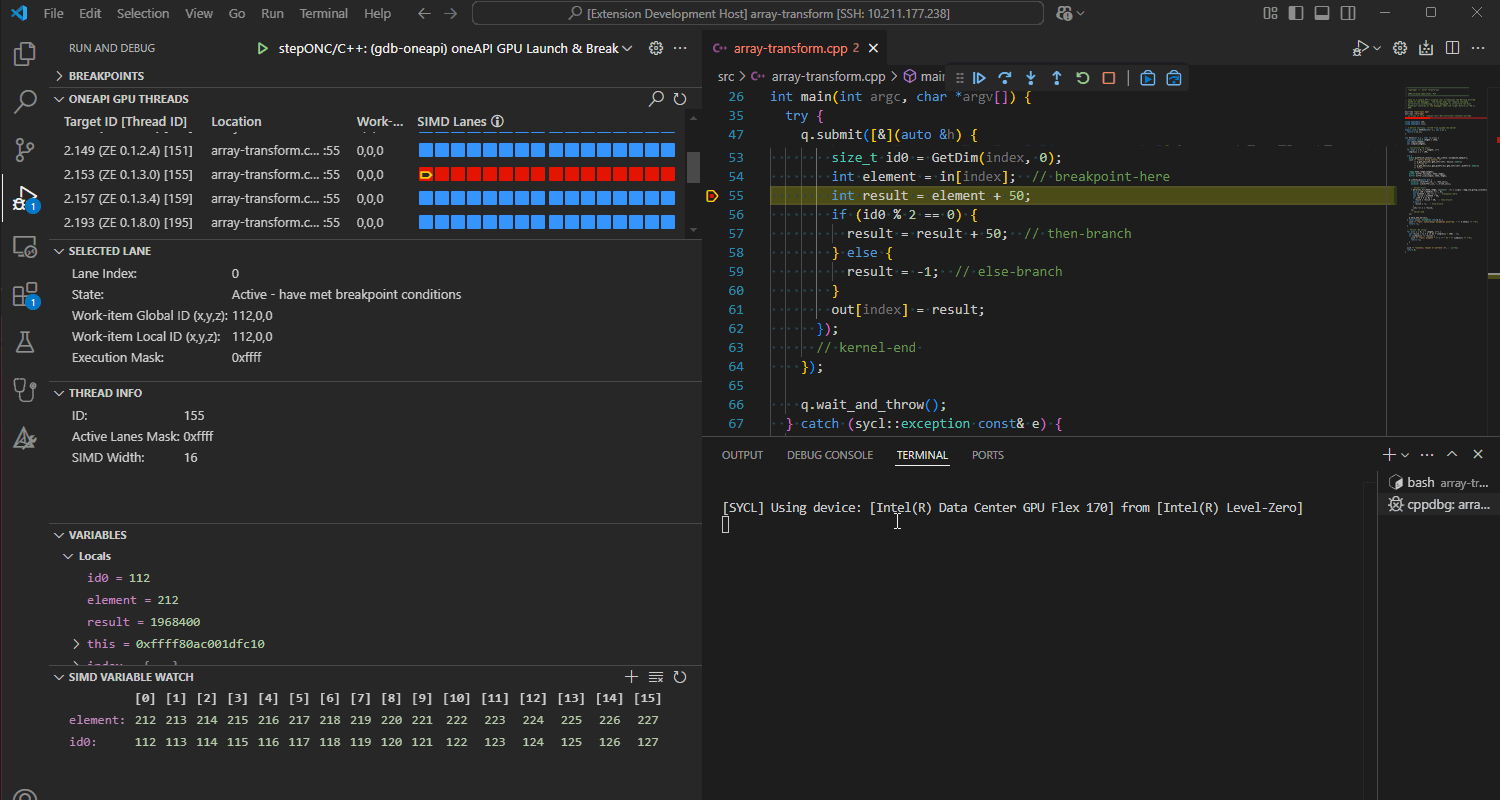 File Edit Selection View Go Run Terminal Help [Extension Development Host] array-transform [SSH: 10.211.177.238]
RUN AND DEBUG stepONC/C++: (gdb-oneapi) oneAPI GPU Launch & Break ...
BREAKPOINTS
ONEAPI GPU THREADS
Target ID [Thread ID] Location Work-... SIMD Lanes
2.149 (ZE 0.1.2.4) [151] array-transform.c... :55 0,0,0
2.153 (ZE 0.1.3.0) [155] array-transform.c... :55 0,0,0
2.157 (ZE 0.1.3.4) [159] array-transform.c... :55 0,0,0
2.193 (ZE 0.1.8.0) [195] array-transform.c... :55 0,0,0
SELECTED LANE
Lane Index: 0
State: Active - have met breakpoint conditions
Work-item Global ID (x,y,z): 112,0,0
Work-item Local ID (x,y,z): 112,0,0
Execution Mask: 0xffff
THREAD INFO
ID: 155
Active Lanes Mask: 0xffff
SIMD Width: 16
VARIABLES
Locals
id0 = 112
element = 212
result = 1968400
this = 0xffff80ac001dfc10
SIMD VARIABLE WATCH
[0] [1] [2] [3] [4] [5] [6] [7] [8] [9] [10] [11] [12] [13] [14] [15]
element: 212 213 214 215 216 217 218 219 220 221 222 223 224 225 226 227
id0: 112 113 114 115 116 117 118 119 120 121 122 123 124 125 126 127
1
1
array-transform.cpp 2
src > array-transform.cpp > main
26 int main(int argc, char *argv[]) {
35 try {
47 q.submit([&](auto &h) {
53 size_t id0 = GetDim(index, 0);
54 int element = in[index]; // breakpoint-here
55 int result = element + 50;
56 if (id0 % 2 == 0) {
57 result = result + 50; // then-branch
58 } else {
59 result = -1; // else-branch
60 }
61 out[index] = result;
62 });
63 // kernel-end
64 });
65
66 q.wait_and_throw();
67 } catch (sycl::exception const& e) {
OUTPUT DEBUG CONSOLE TERMINAL PORTS
[SYCL] Using device: [Intel(R) Data Center GPU Flex 170] from [Intel(R) Level-Zero]
bash array-tr...
cppdbg: arra...